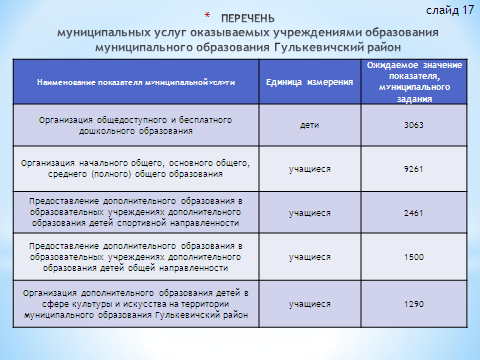 слайд 17
* ПЕРЕЧЕНЬ
муниципальных услуг оказываемых учреждениями образования
муниципального образования Гулькевичский район
Наименование показателя муниципальной услуги
Единица измерения
Ожидаемое значение
показателя,
муниципального
задания
Организация общедоступного и бесплатного
дошкольного образования
дети
3063
Организация начального общего, основного общего,
среднего (полного) общего образования
учащиеся
9261
Предоставление дополнительного образования в
образовательных учреждениях дополнительного
образования детей спортивной направленности
учащиеся
2461
Предоставление дополнительного образования в
образовательных учреждениях дополнительного
образования детей общей направленности
учащиеся
1500
Организация дополнительного образования детей в
сфере культуры и искусства на территории
муниципального образования Гулькевичский район
учащиеся
1290